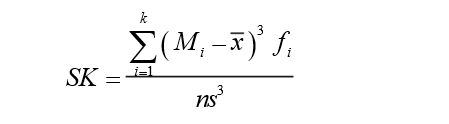 SK = \frac{\sum_{i=1}^{k} (M_i - \bar{x})^3 f_i}{ns^3}